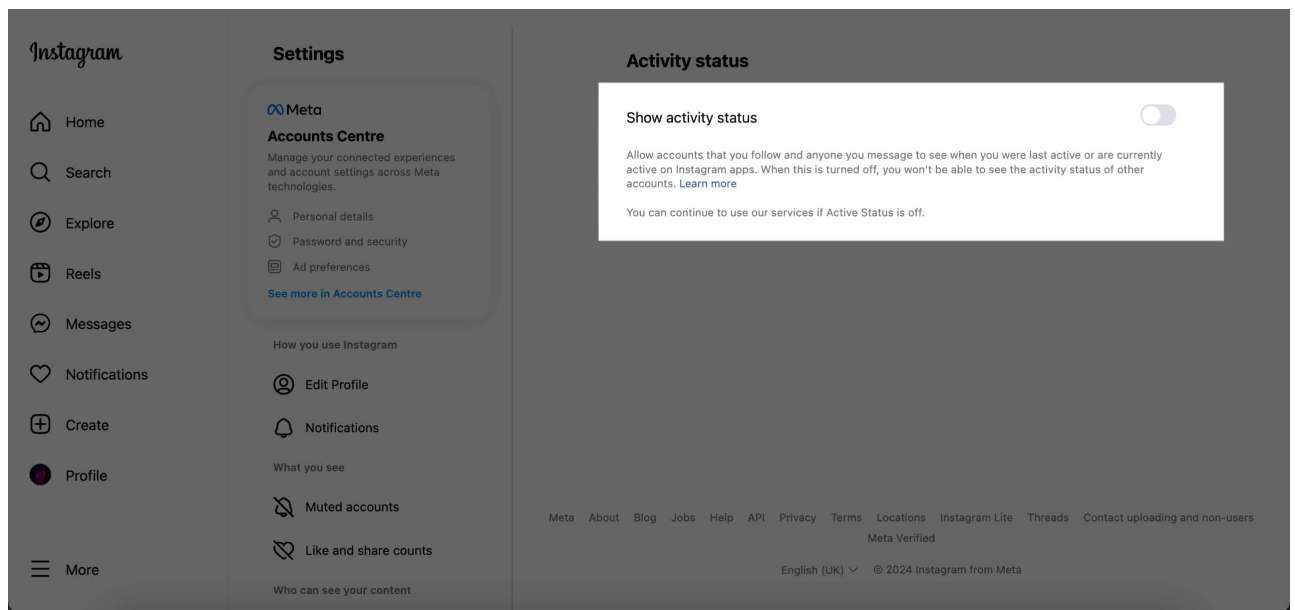 Instagram
Home
Search
Explore
Reels
Messages
Notifications
Create
Profile
More
Settings
Meta
Accounts Centre
Manage your connected experiences
and account settings across Meta
technologies.
Personal details
Password and security
Ad preferences
See more in Accounts Centre
How you use Instagram
Edit Profile
Notifications
What you see
Muted accounts
Like and share counts
Who can see your content
Activity status
Show activity status
Allow accounts that you follow and anyone you message to see when you were last active or are currently
active on Instagram apps. When this is turned off, you won't be able to see the activity status of other
accounts. Learn more
You can continue to use our services if Active Status is off.
Meta About Blog Jobs Help API Privacy Terms Locations Instagram Lite Threads Contact uploading and non-users
Meta Verified
English (UK) © 2024 Instagram from Meta